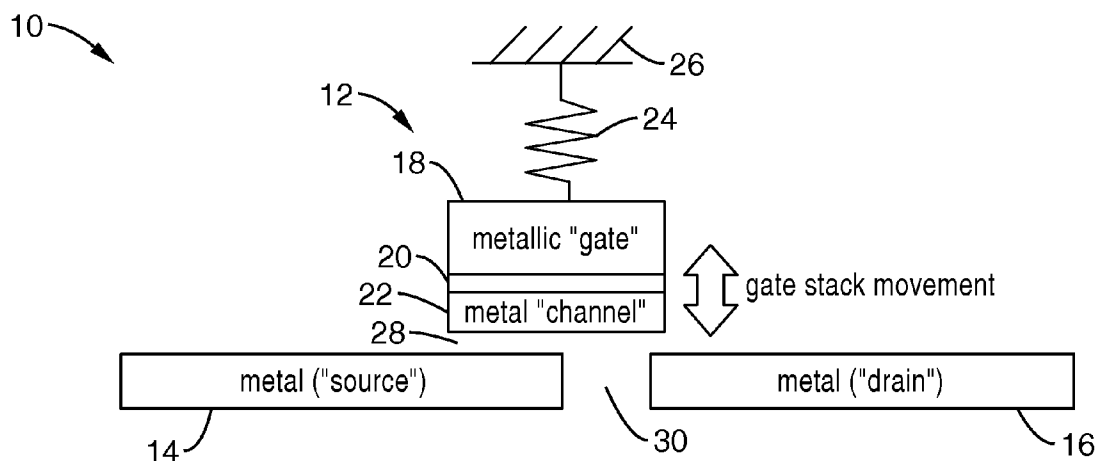 10
26
12
24
18
metallic "gate"
20
gate stack movement
22
metal "channel"
28
metal ("source")
metal ("drain")
14
30
16